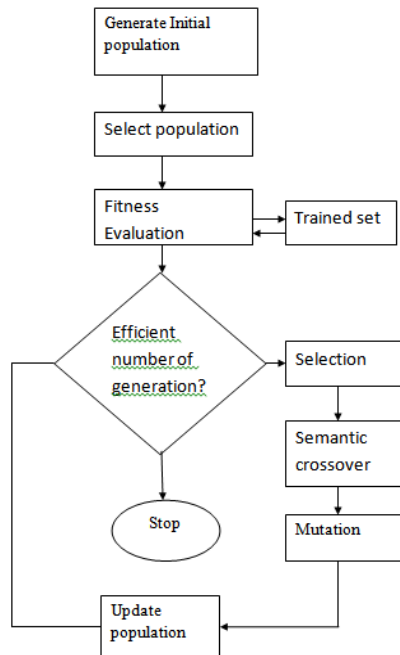 Generate Initial
population
Select population
Fitness
Evaluation
Trained set
Efficient
number of
generation?
Selection
Semantic
crossover
Stop
Mutation
Update
population